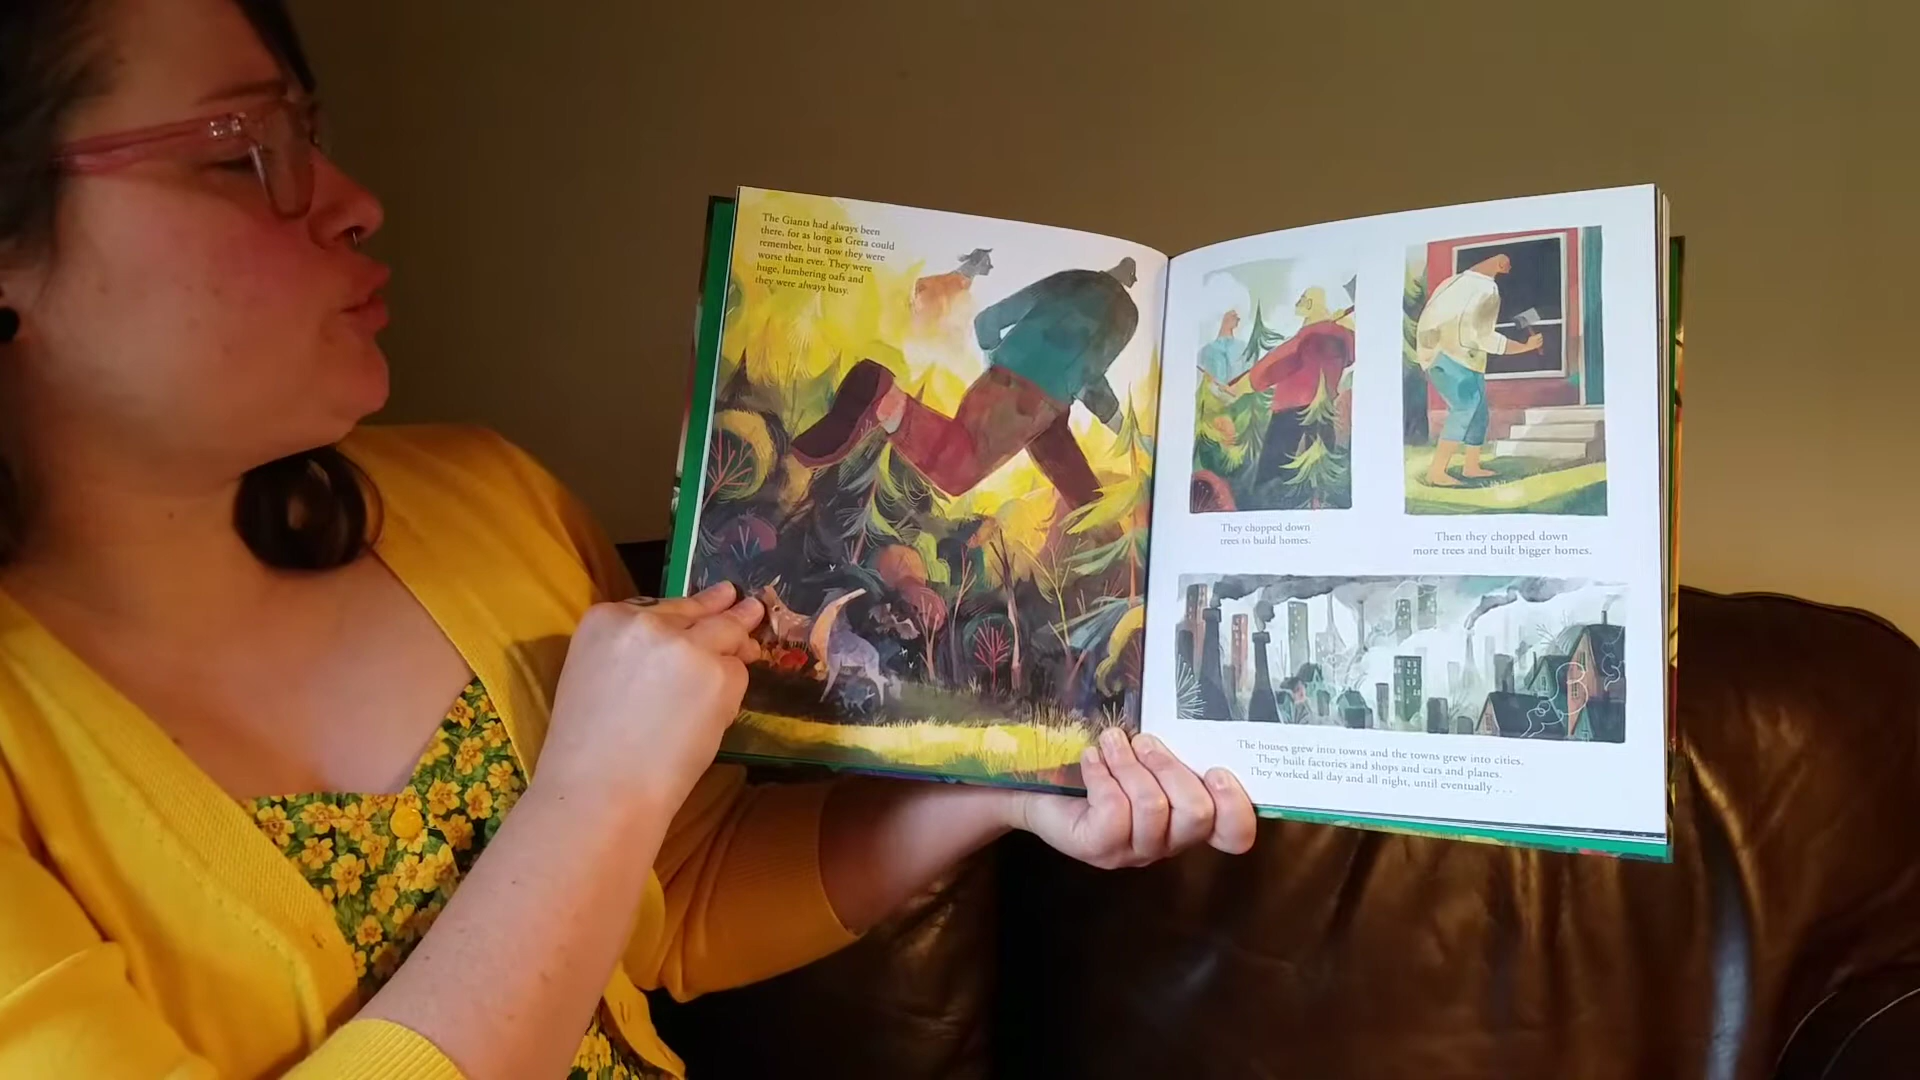 The Giants had always been
there, for as long as Greta could
remember, but now they were
worse than ever. They were
huge, lumbering oafs and
they were always busy.
They chopped down
trees to build homes.
Then they chopped down
more trees and built bigger homes.
The houses grew into towns and the towns grew into cities.
They built factories and shops and cars and planes.
They worked all day and all night, until eventually . . .